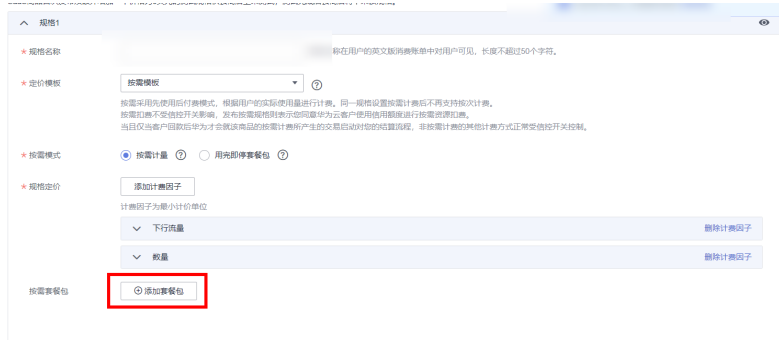 规格1
* 规格名称
称在用户的英文版消费账单中对用户可见，长度不超过50个字符。
* 定价模板
按需模板
按需采用先使用后付费模式，根据用户的实际使用量进行计费。同一规格设置按需计费后不再支持按次计费。
按需扣费不受信控开关影响，发布按需规格则表示您同意华为云客户使用信用额度进行按需资源扣费。
当且仅当客户回款后华为才会就该商品的按需计费所产生的交易启动对您的结算流程，非按需计费的其他计费方式正常受信控开关控制。
* 按需模式
按需计量 ? 用完即停套餐包 ?
* 规格定价
添加计费因子
计费因子为最小计价单位
下行流量 删除计费因子
数量 删除计费因子
按需套餐包
添加套餐包